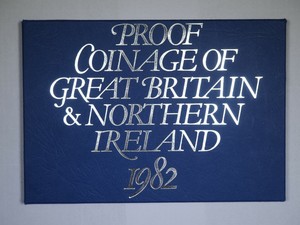 PROOF
COINAGE OF
GREAT BRITAIN
& NORTHERN
IRELAND
1982